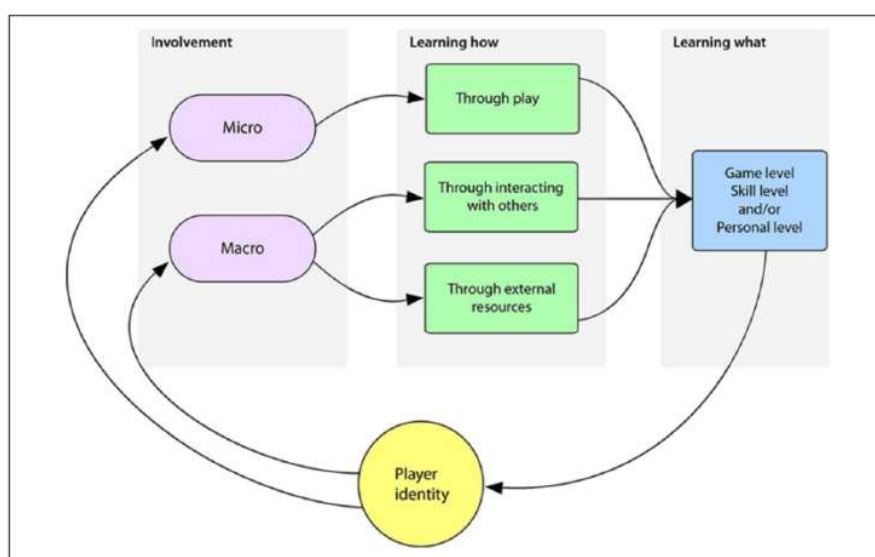 Involvement
Learning how
Learning what
Micro
Through play
Through interacting
with others
Game level
Skill level
and/or
Personal level
Macro
Through external
resources
Player
identity